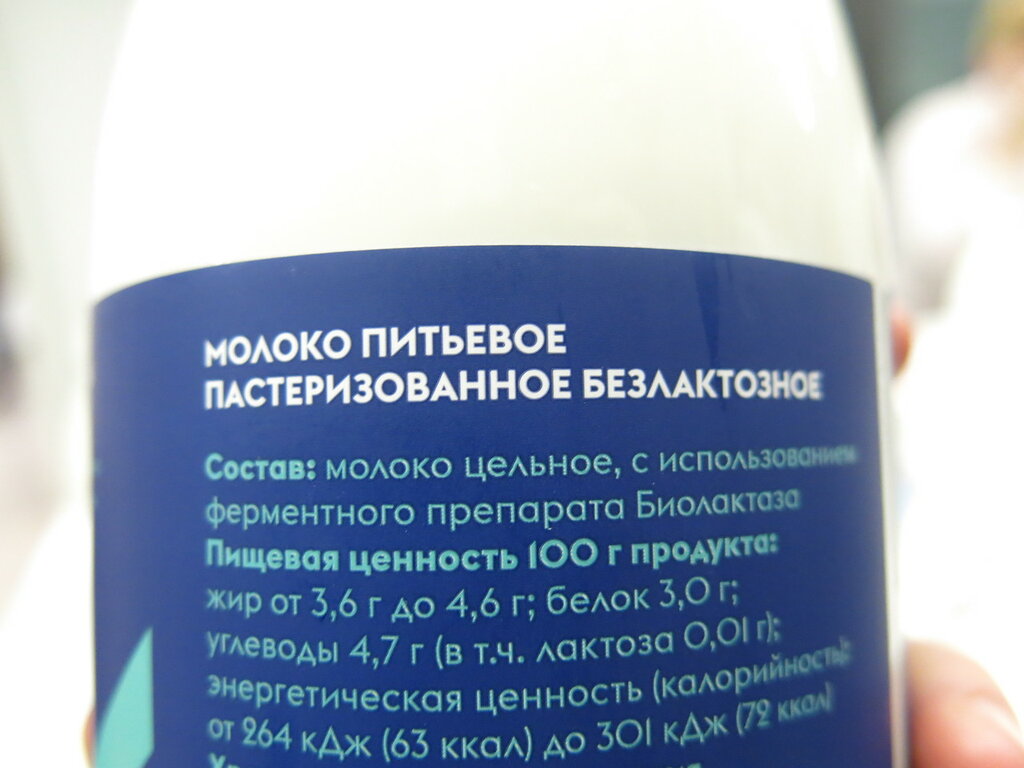 МОЛОКО ПИТЬЕВОЕ
ПАСТЕРИЗОВАННОЕ БЕЗЛАКТОЗНОЕ
Состав: молоко цельное, с использованием
ферментного препарата Биолактаза
Пищевая ценность 100 г продукта:
жир от 3,6 г до 4,6 г; белок 3,0 г;
углеводы 4,7 г (в т.ч. лактоза 0,01 г);
энергетическая ценность (калорийность):
от 264 кДж (63 ккал) до 301 кДж (72 ккал)